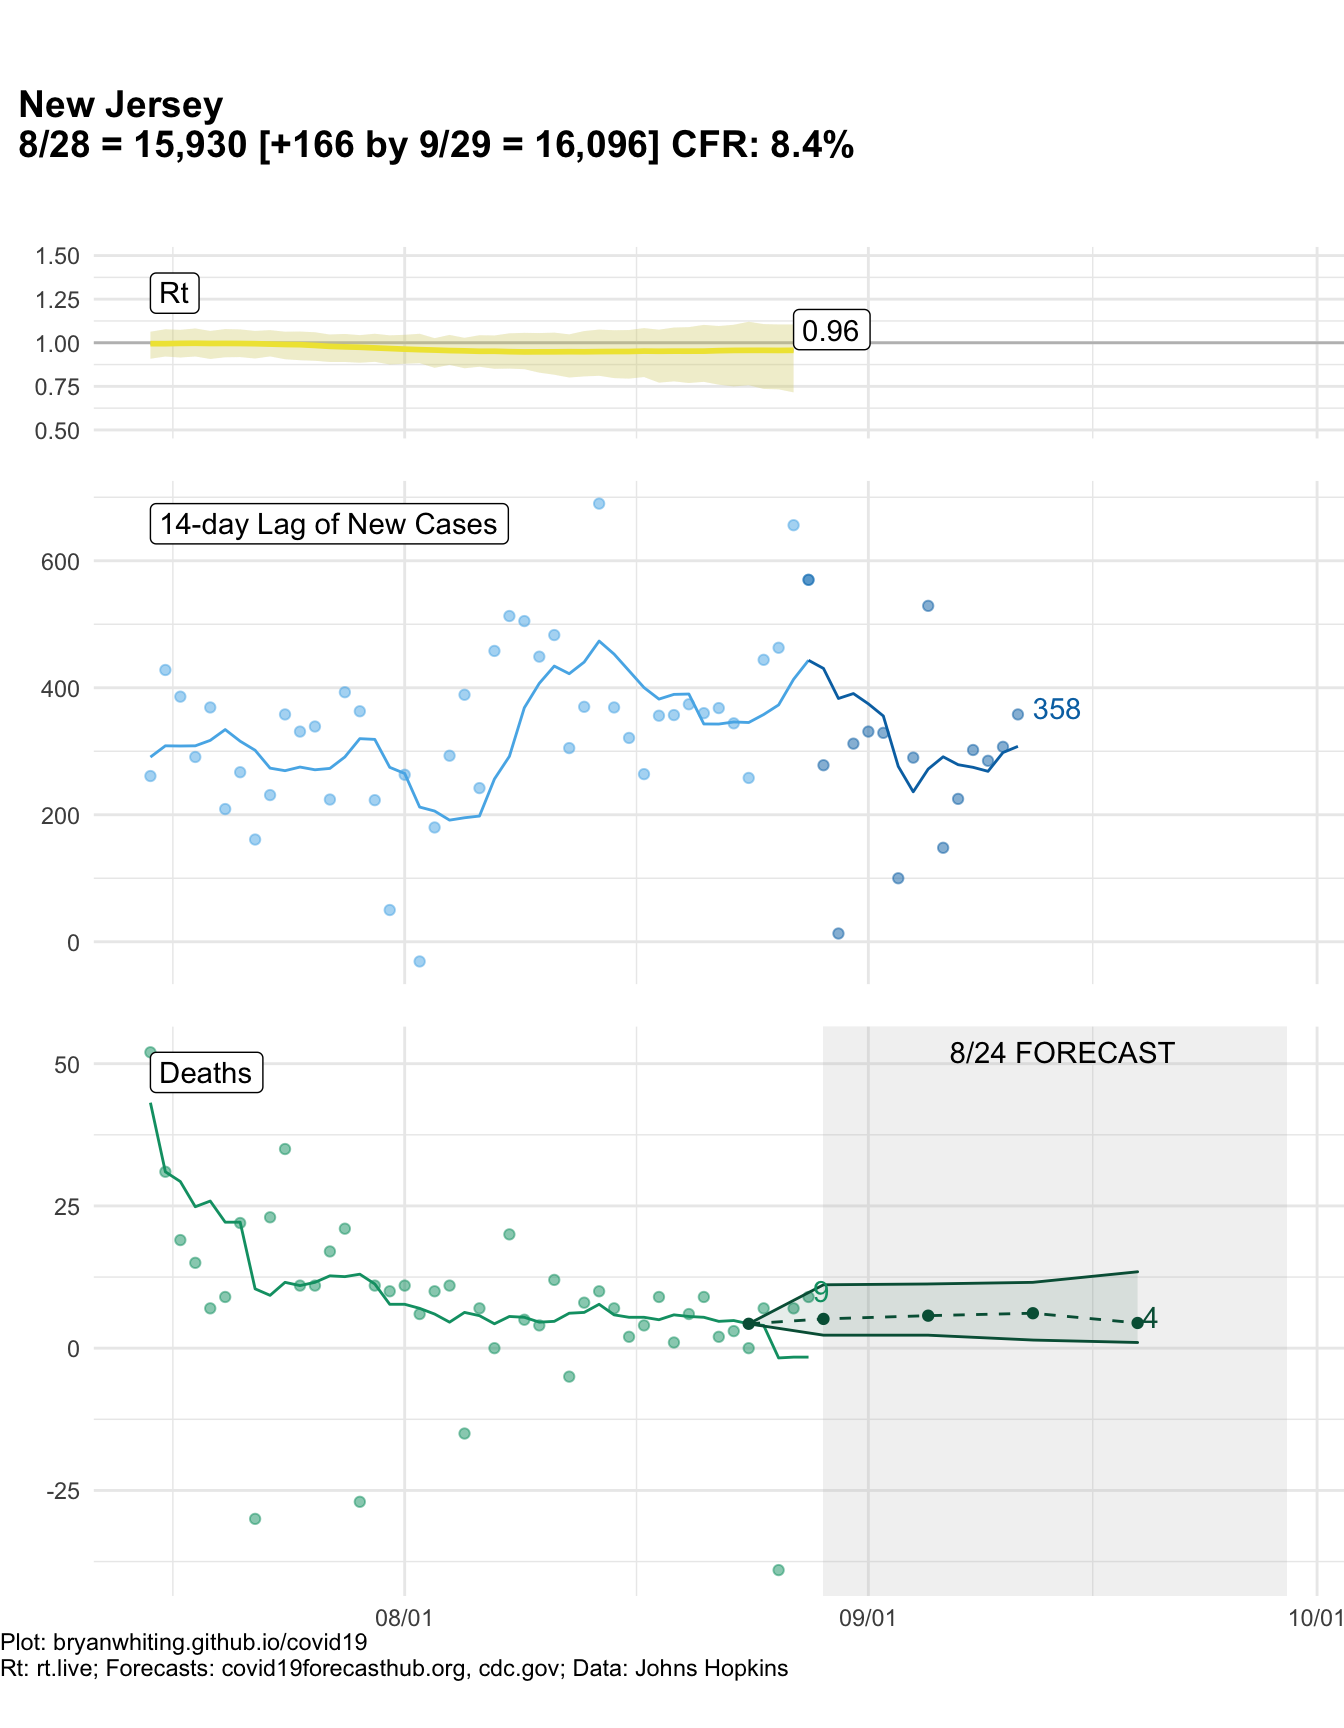 New Jersey
8/28 = 15,930 [+166 by 9/29 = 16,096] CFR: 8.4%
1.50
1.25
1.00
0.75
0.50
Rt
0.96
14-day Lag of New Cases
600
400
200
0
358
Deaths
8/24 FORECAST
50
25
0
-25
9
4
08/01
09/01
10/01
Plot: bryanwhiting.github.io/covid19
Rt: rt.live; Forecasts: covid19forecasthub.org, cdc.gov; Data: Johns Hopkins